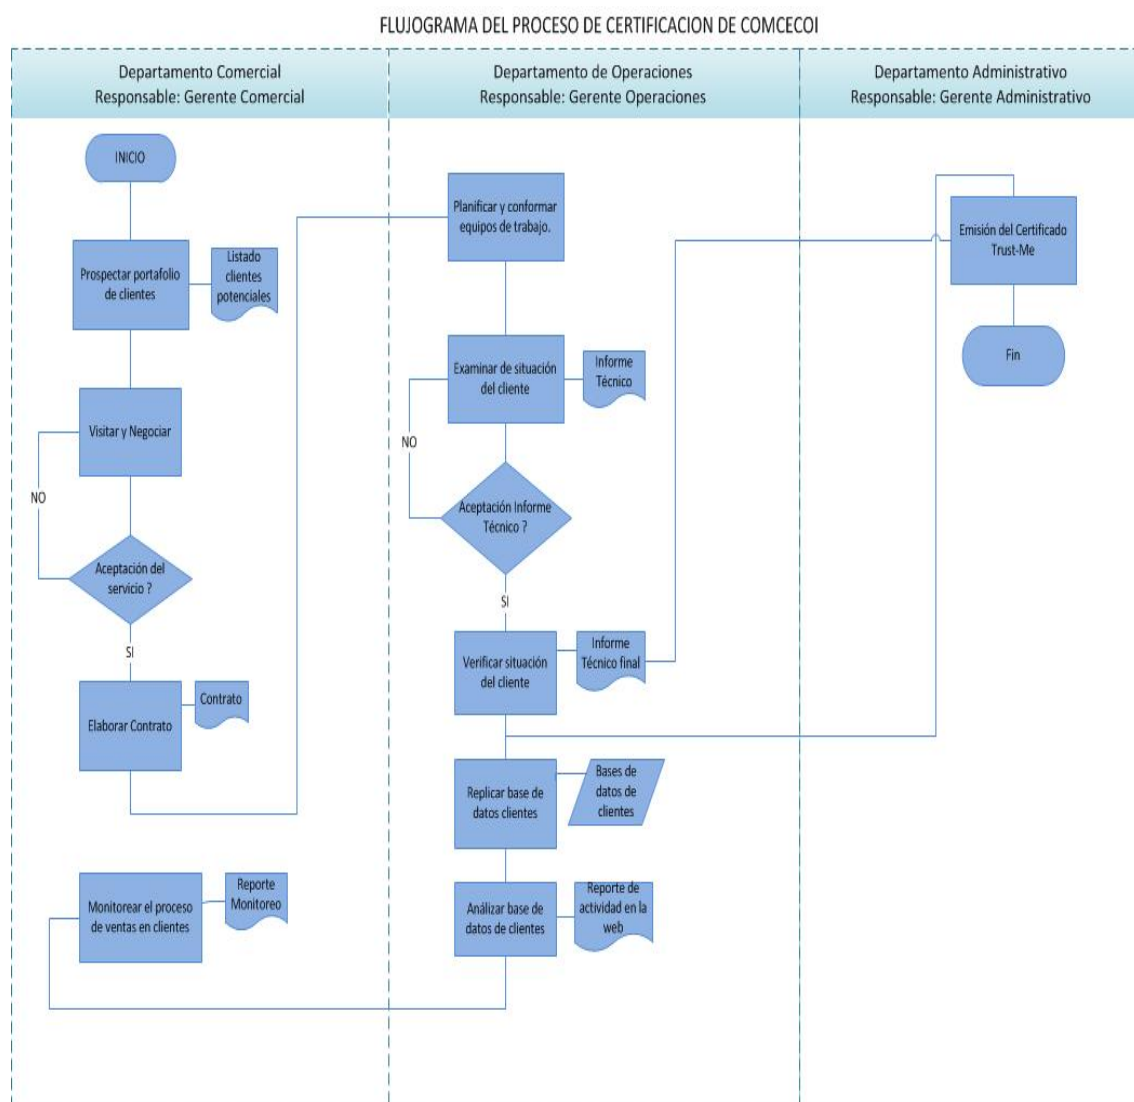 FLUJOGRAMA DEL PROCESO DE CERTIFICACION DE COMCECOI
Departamento Comercial
Responsable: Gerente Comercial
Departamento de Operaciones
Responsable: Gerente Operaciones
Departamento Administrativo
Responsable: Gerente Administrativo
INICIO
Prospectar portafolio
de clientes
Listado
clientes
potenciales
Visitar y Negociar
NO
Aceptación del
servicio ?
SI
Elaborar Contrato
Contrato
Monitorear el proceso
de ventas en clientes
Reporte
Monitoreo
Planificar y conformar
equipos de trabajo.
Examinar de situación
del cliente
Informe
Técnico
NO
Aceptación Informe
Técnico ?
SI
Verificar situación
del cliente
Informe
Técnico final
Replicar base de
datos clientes
Bases de
datos de
clientes
Análizar base de
datos de clientes
Reporte de
actividad en la
web
Emisión del Certificado
Trust-Me
Fin